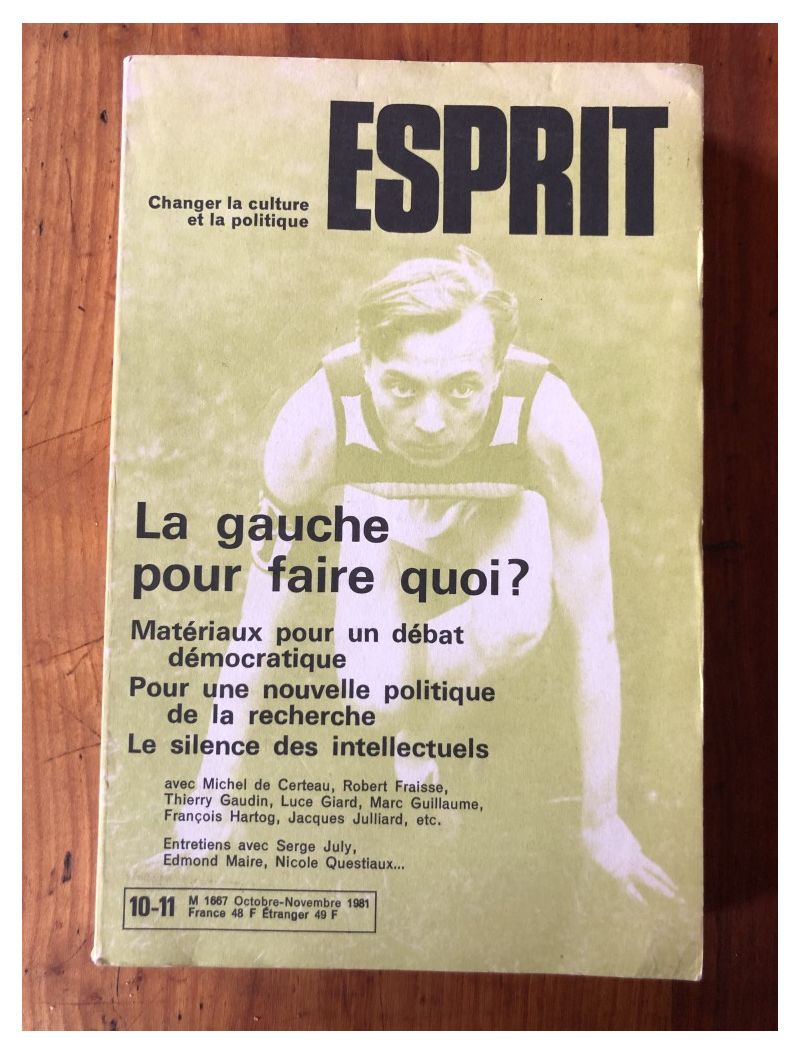 ESPRIT
Changer la culture
et la politique
La gauche
pour faire quoi?
Matériaux pour un débat
démocratique
Pour une nouvelle politique
de la recherche
Le silence des intellectuels
avec Michel de Certeau, Robert Fraisse,
Thierry Gaudin, Luce Giard, Marc Guillaume,
François Hartog, Jacques Julliard, etc.
Entretiens avec Serge July,
Edmond Maire, Nicole Questiaux...
10-11
M 1667 Octobre-Novembre 1981
France 48 F Étranger 49 F